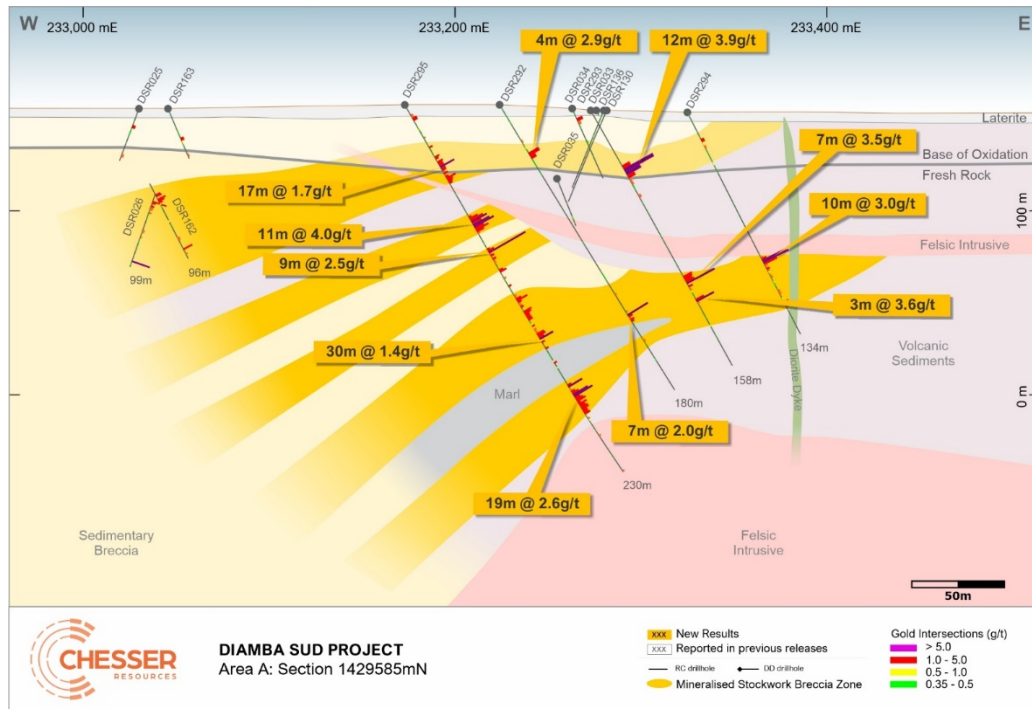 W
233,000 mE
233,200 mE
233,400 mE
E
4m @ 2.9g/t
12m @ 3.9g/t
DSR025
DSR163
DSR295
DSR292
DSR034
DSR293
DSR033
DSR136
DSR130
DSR294
DSR035
Laterite
7m @ 3.5g/t
Base of Oxidation
Fresh Rock
17m @ 1.7g/t
10m @ 3.0g/t
100 m
DSR026
DSR162
11m @ 4.0g/t
Felsic Intrusive
9m @ 2.5g/t
99m
96m
3m @ 3.6g/t
30m @ 1.4g/t
134m
Volcanic
Sediments
158m
Diorite Dyke
Marl
180m
0 m
7m @ 2.0g/t
230m
19m @ 2.6g/t
Sedimentary
Breccia
Felsic
Intrusive
50m
CHESSER
RESOURCES
DIAMBA SUD PROJECT
Area A: Section 1429585mN
XXX New Results
XXX Reported in previous releases
RC drillhole DD drillhole
Mineralised Stockwork Breccia Zone
Gold Intersections (g/t)
> 5.0
1.0 - 5.0
0.5 - 1.0
0.35 - 0.5